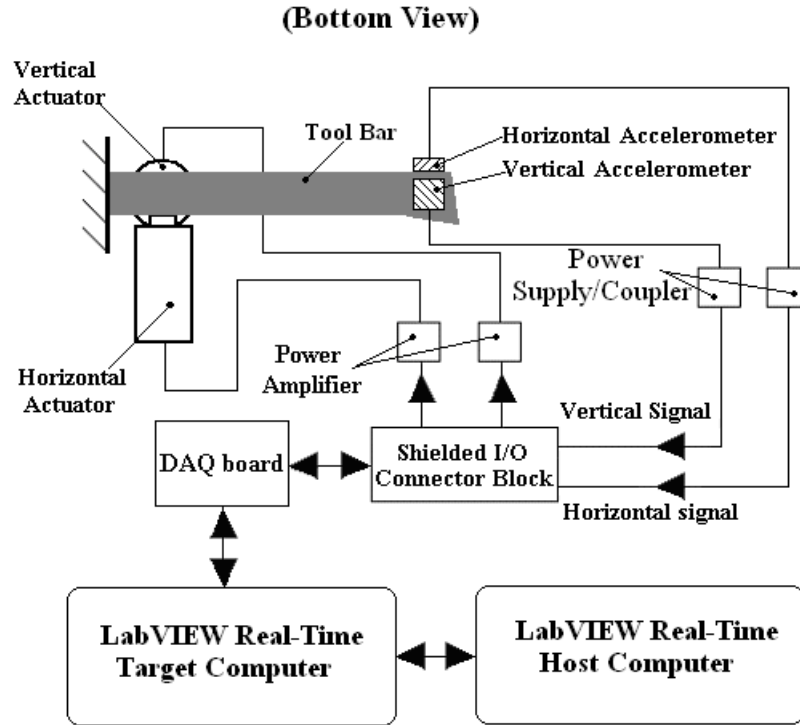 (Bottom View)
Vertical
Actuator
Tool Bar
Horizontal Accelerometer
Vertical Accelerometer
Power
Supply/Coupler
Horizontal
Actuator
Power
Amplifier
Vertical Signal
DAQ board
Shielded I/O
Connector Block
Horizontal signal
LabVIEW Real-Time
Target Computer
LabVIEW Real-Time
Host Computer